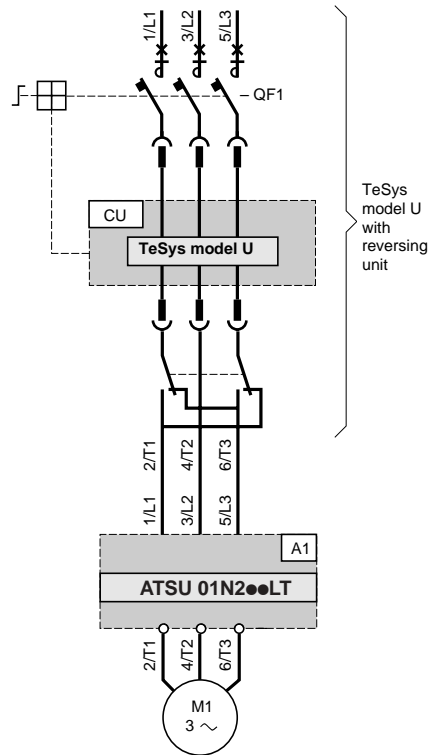 1/L1 3/L2 5/L3
QF1
CU
TeSys model U
TeSys
model U
with
reversing
unit
2/T1 4/T2 6/T3
1/L1 3/L2 5/L3
A1
ATSU 01N2●●LT
2/T1 4/T2 6/T3
M1
3 ~